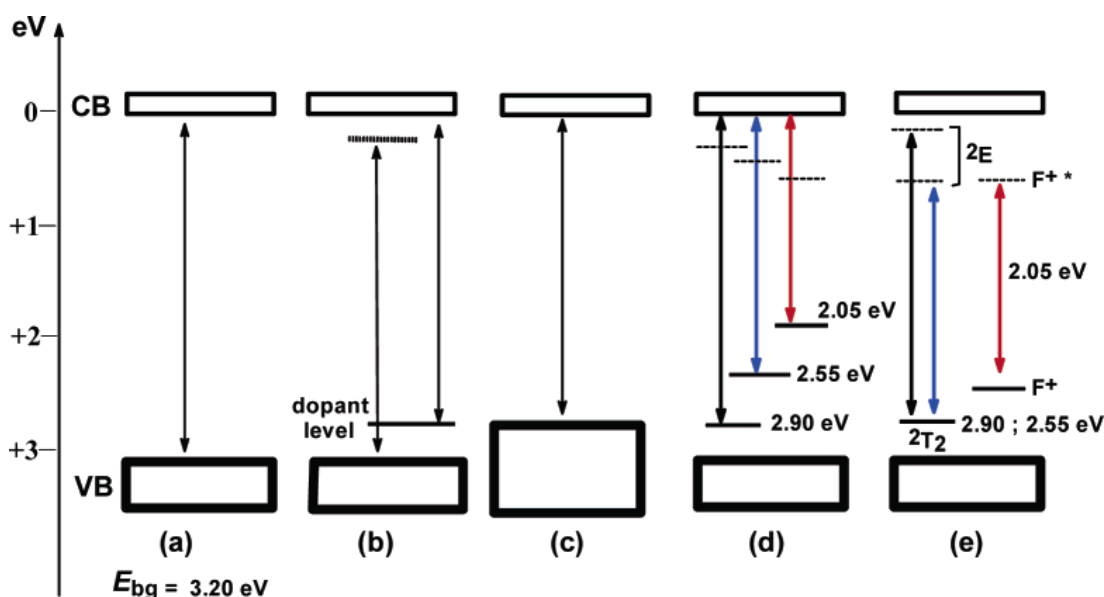 eV
CB
0
+1
+2
+3
VB
dopant
level
2.05 eV
2.55 eV
2.90 eV
2E
F+ *
2.05 eV
F+
2T2
2.90 ; 2.55 eV
(a)
(b)
(c)
(d)
(e)
Ebg = 3.20 eV